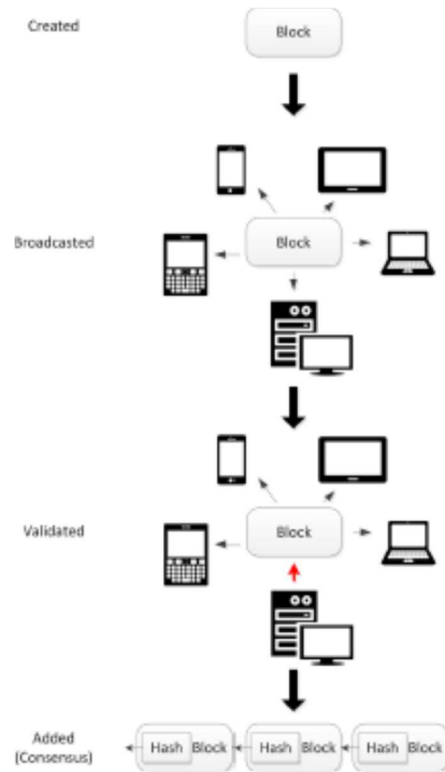 Created
Block
Broadcasted
Block
Validated
Block
Added
(Consensus)
Hash Block Hash Block Hash Block